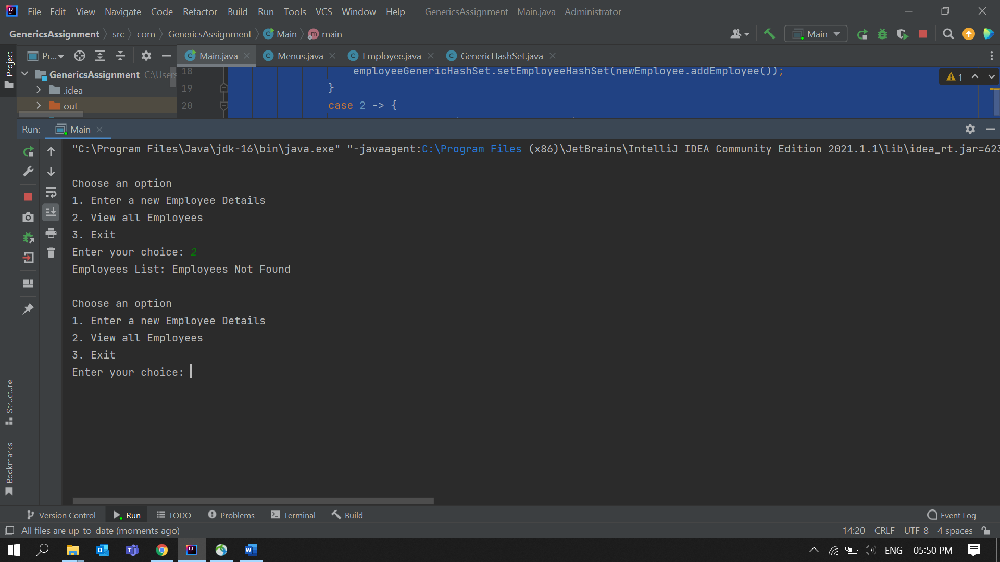 File Edit View Navigate Code Refactor Build Run Tools VCS Window Help GenericsAssignment - Main.java - Administrator
GenericsAssignment src com GenericsAssignment Main main Main
Project Pr... Main.java Menus.java Employee.java GenericHashSet.java
GenericsAssignment C:\Users
.idea
out
18 employeeGenericHashSet.setEmployeeHashSet(newEmployee.addEmployee());
19 }
20 case 2 -> {
1
Run: Main
"C:\Program Files\Java\jdk-16\bin\java.exe" "-javaagent:C:\Program Files (x86)\JetBrains\IntelliJ IDEA Community Edition 2021.1.1\lib\idea_rt.jar=623
Choose an option
1. Enter a new Employee Details
2. View all Employees
3. Exit
Enter your choice: 2
Employees List: Employees Not Found
Choose an option
1. Enter a new Employee Details
2. View all Employees
3. Exit
Enter your choice:
Structure
Bookmarks
Version Control Run TODO Problems Terminal Build Event Log
All files are up-to-date (moments ago) 14:20 CRLF UTF-8 4 spaces
ENG 05:50 PM